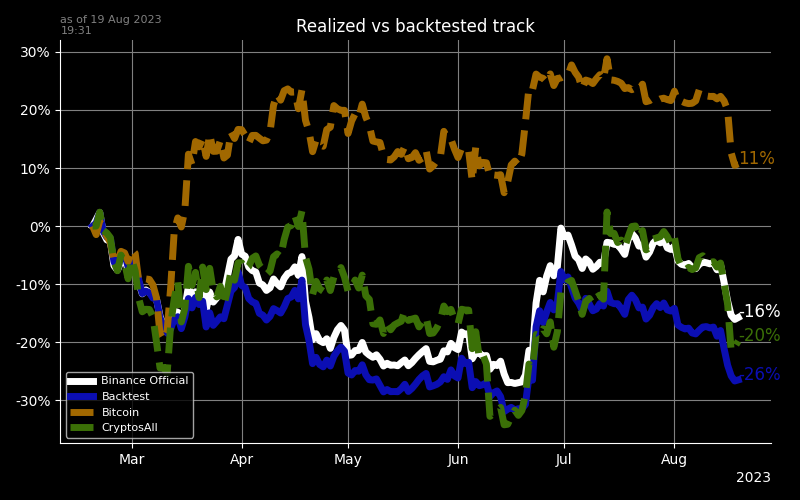 as of 19 Aug 2023
19:31
Realized vs backtested track
30%
20%
10%
0%
-10%
-20%
-30%
11%
-16%
-20%
-26%
Binance Official
Backtest
Bitcoin
CryptosAll
Mar Apr May Jun Jul Aug
2023